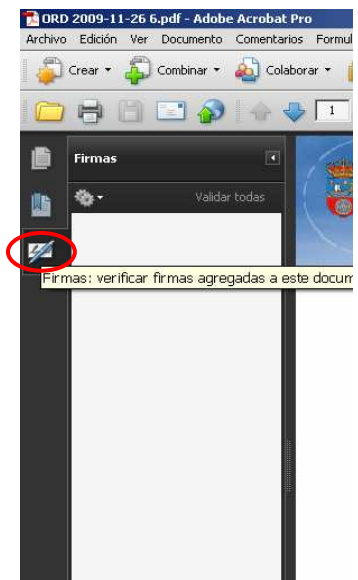 ORD 2009-11-26 6.pdf - Adobe Acrobat Pro
Archivo Edición Ver Documento Comentarios Formul
Crear Combinar Colaborar
1
Firmas
Validar todas
Firmas: verificar firmas agregadas a este docum